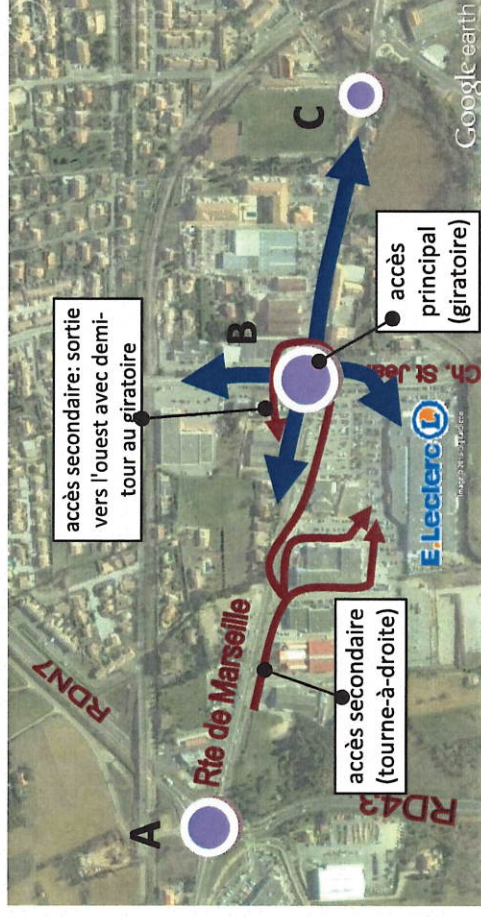 Google earth
C
accès secondaire: sortie
vers l'ouest avec demi-
tour au giratoire
B
accès
principal
(giratoire)
Ch. St Jean
E.Leclerc L
RDN7
Rte de Marseille
A
accès secondaire
(tourne-à-droite)
RD43